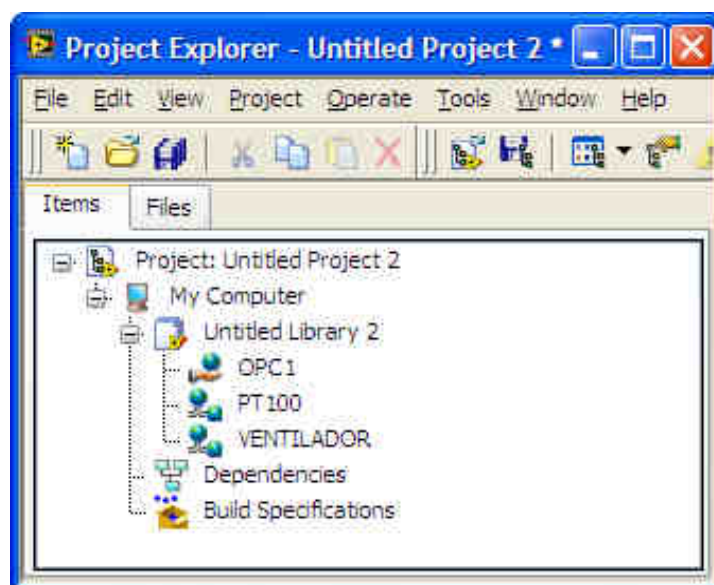 Project Explorer - Untitled Project 2 *
File Edit View Project Operate Tools Window Help
Items Files
Project: Untitled Project 2
My Computer
Untitled Library 2
OPC1
PT100
VENTILADOR
Dependencies
Build Specifications